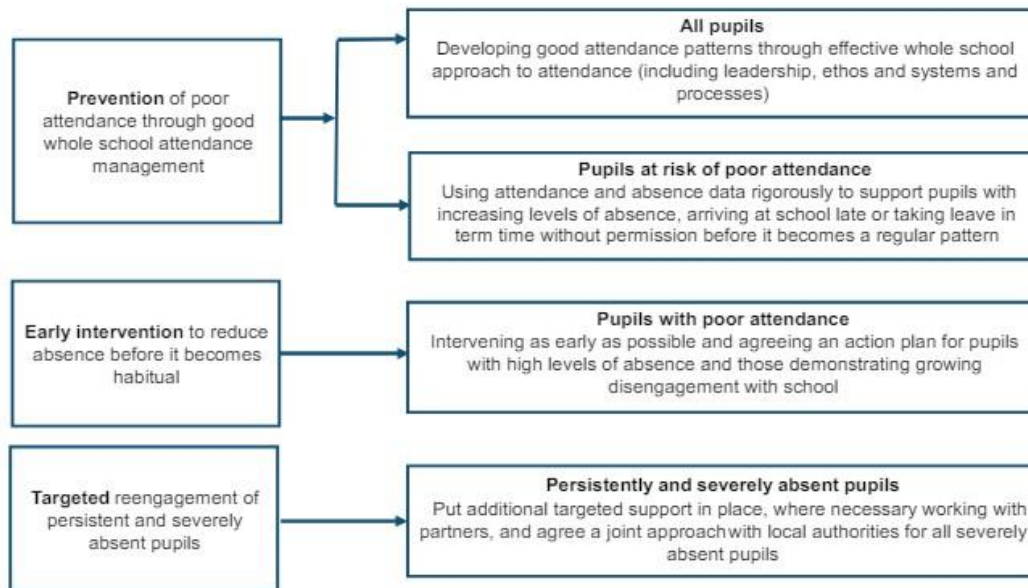 Prevention of poor
attendance through good
whole school attendance
management
All pupils
Developing good attendance patterns through effective whole school
approach to attendance (including leadership, ethos and systems and
processes)
Pupils at risk of poor attendance
Using attendance and absence data rigorously to support pupils with
increasing levels of absence, arriving at school late or taking leave in
term time without permission before it becomes a regular pattern
Early intervention to reduce
absence before it becomes
habitual
Pupils with poor attendance
Intervening as early as possible and agreeing an action plan for pupils
with high levels of absence and those demonstrating growing
disengagement with school
Targeted reengagement of
persistent and severely
absent pupils
Persistently and severely absent pupils
Put additional targeted support in place, where necessary working with
partners, and agree a joint approach with local authorities for all severely
absent pupils